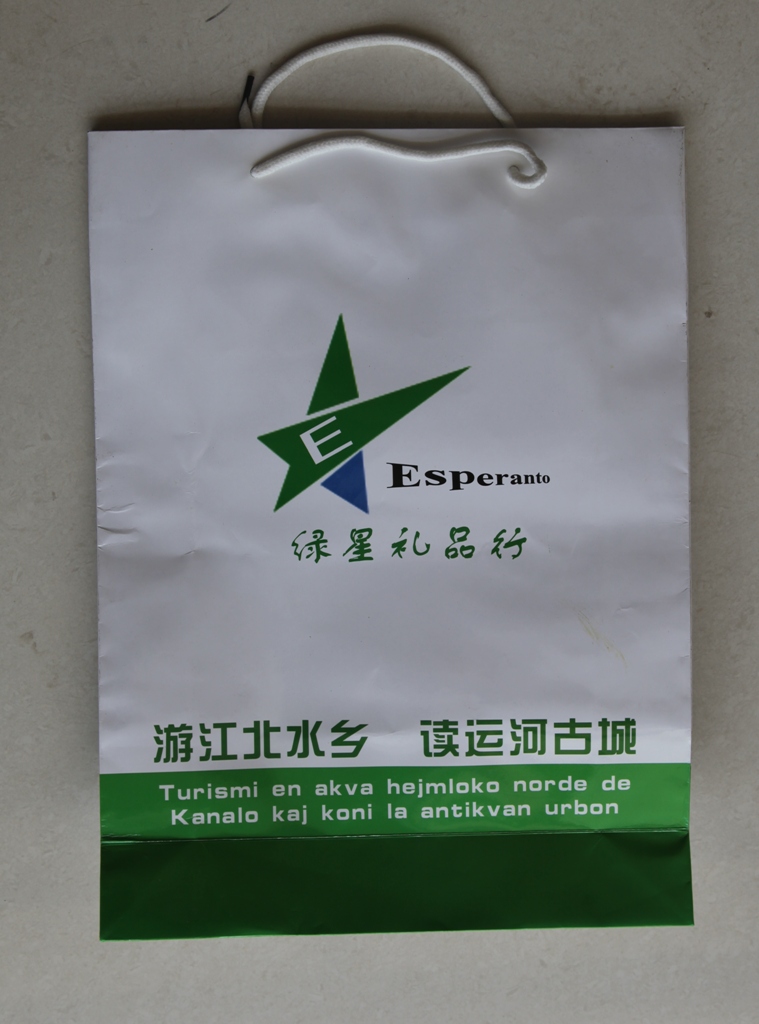 E
Esperanto
绿星礼品行
游江北水乡 读运河古城
Turismi en akva hejmloko norde de
Kanalo kaj koni la antikvan urbon